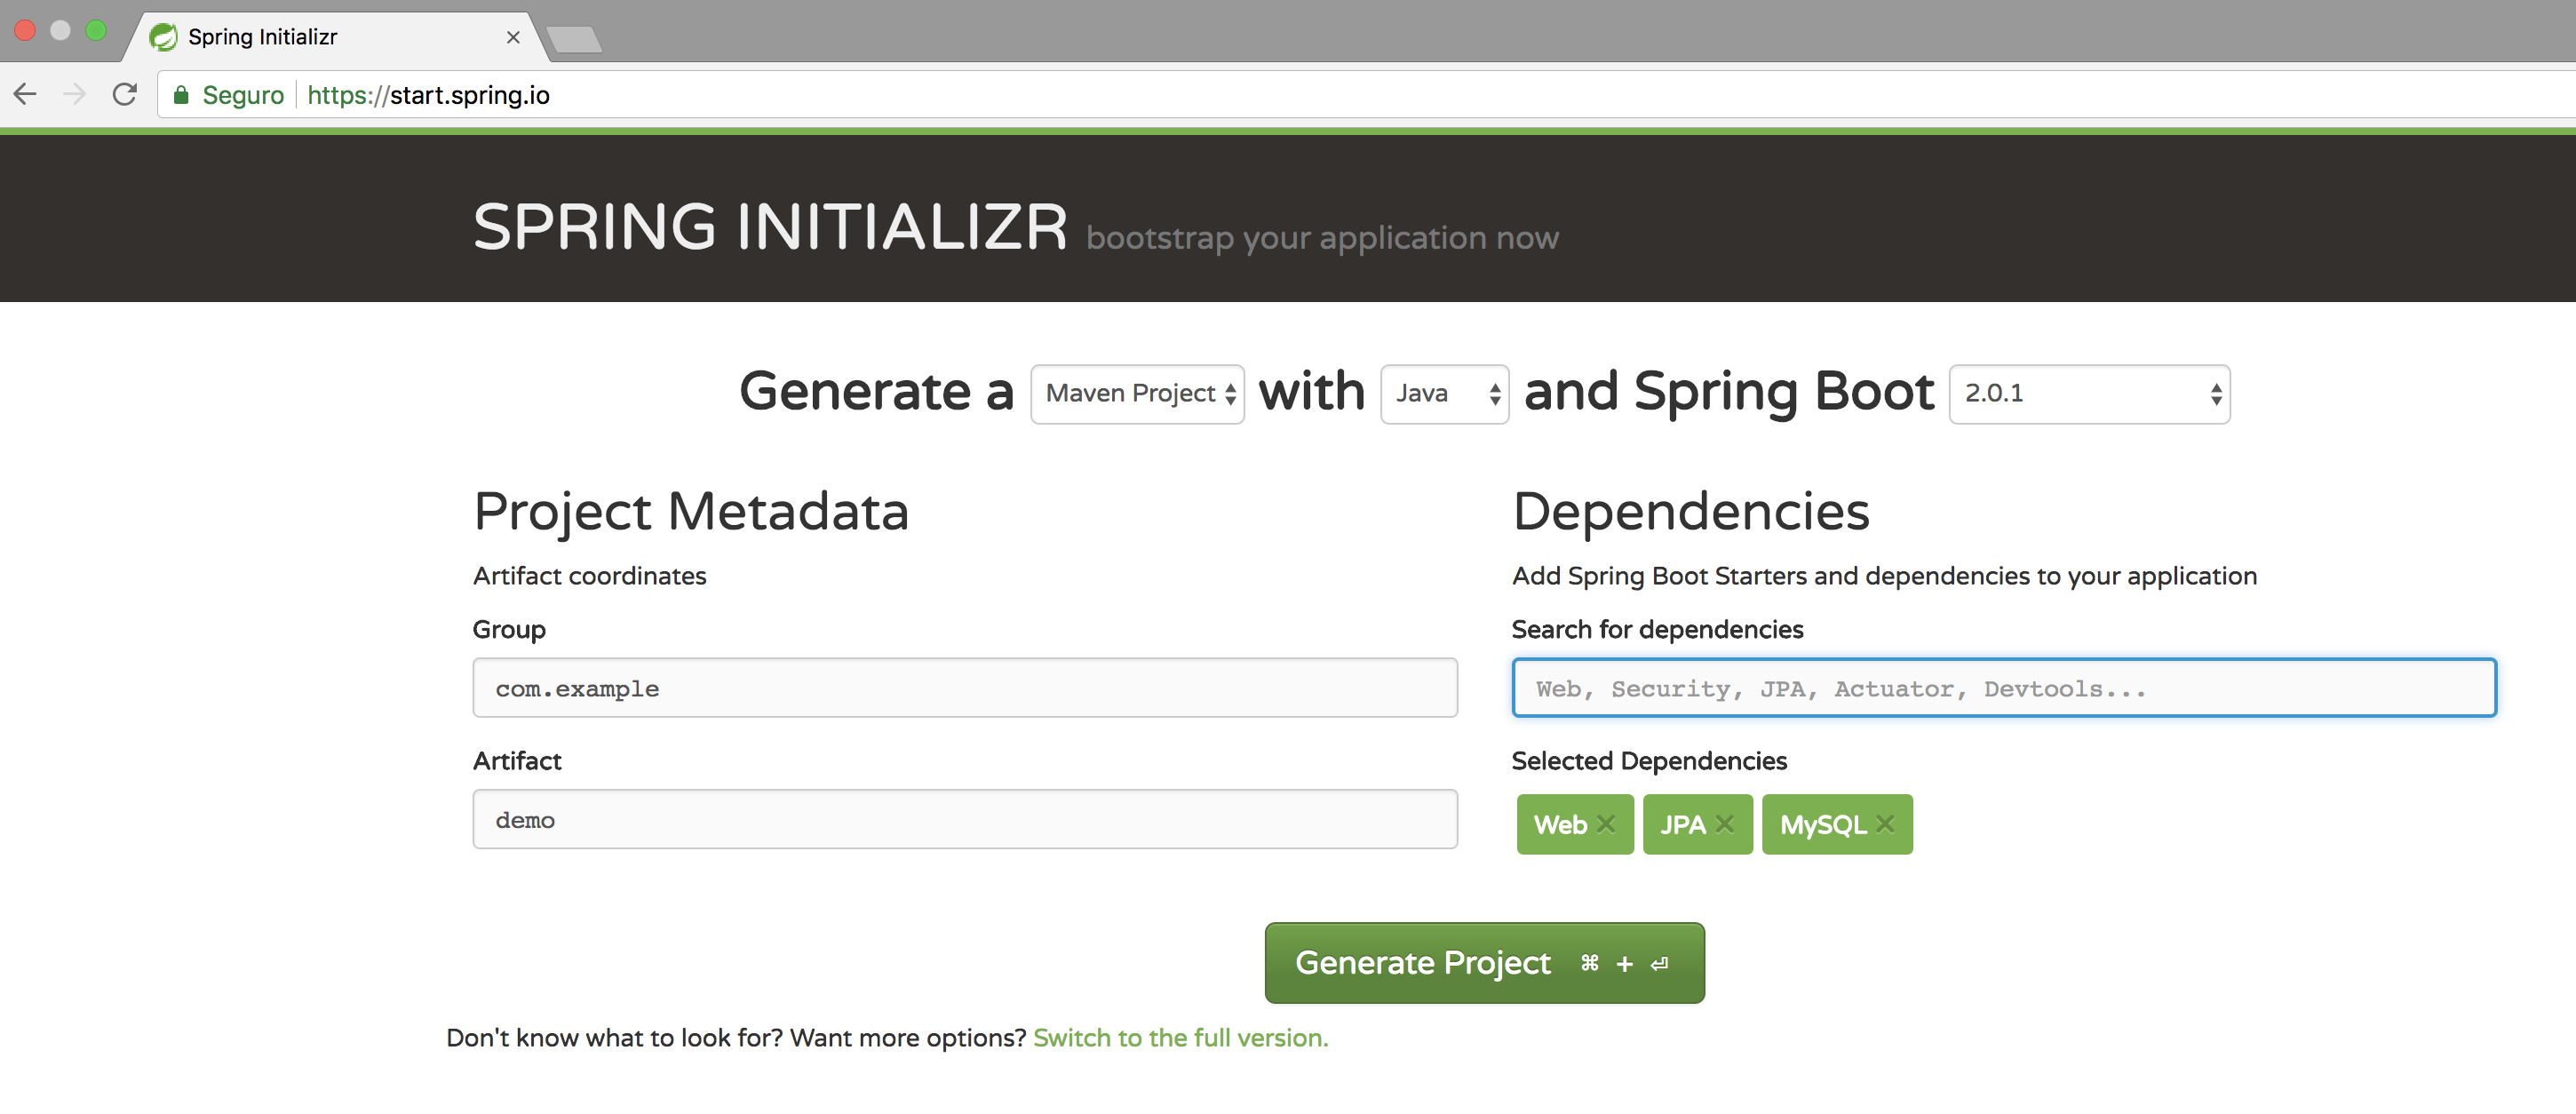 Spring Initializr
Seguro https://start.spring.io
SPRING INITIALIZR bootstrap your application now
Generate a Maven Project with Java and Spring Boot 2.0.1
Project Metadata
Artifact coordinates
Group
com.example
Artifact
demo
Dependencies
Add Spring Boot Starters and dependencies to your application
Search for dependencies
Web, Security, JPA, Actuator, Devtools...
Selected Dependencies
Web JPA MySQL
Generate Project ⌘ + ⏎
Don't know what to look for? Want more options? Switch to the full version.